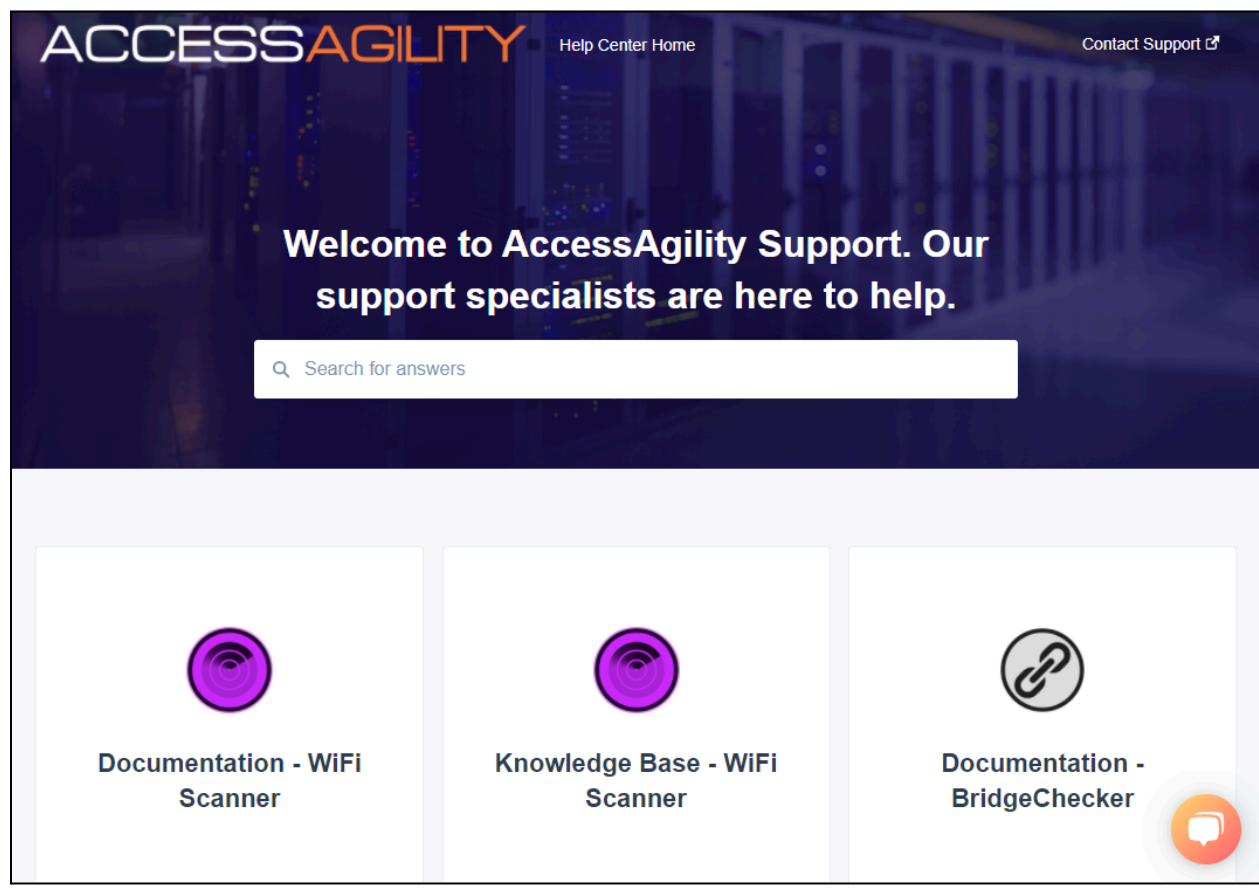 ACCESSAGILITY
Help Center Home
Contact Support
Welcome to AccessAgility Support. Our
support specialists are here to help.
Search for answers
Documentation - WiFi
Scanner
Knowledge Base - WiFi
Scanner
Documentation -
BridgeChecker